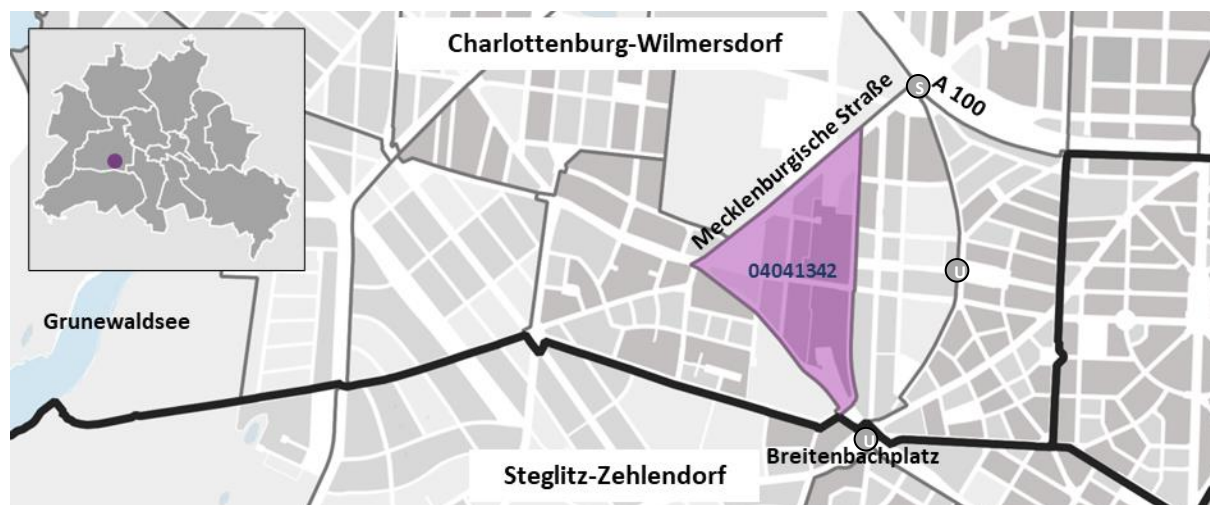 Charlottenburg-Wilmersdorf
S
A 100
Mecklenburgische Straße
04041342
U
Grunewaldsee
U
Breitenbachplatz
Steglitz-Zehlendorf